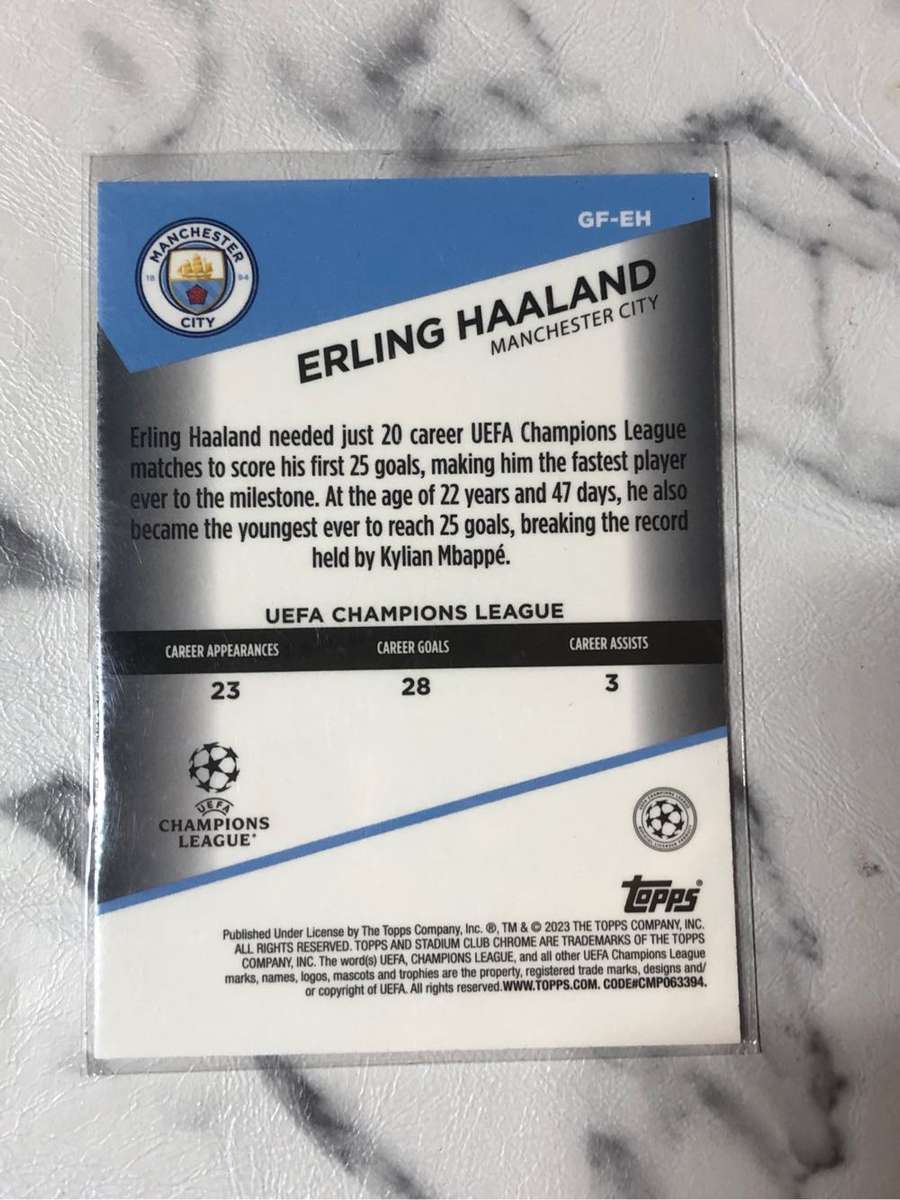 GF-EH
MANCHESTER
18 94
CITY
ERLING HAALAND
MANCHESTER CITY
Erling Haaland needed just 20 career UEFA Champions League
matches to score his first 25 goals, making him the fastest player
ever to the milestone. At the age of 22 years and 47 days, he also
became the youngest ever to reach 25 goals, breaking the record
held by Kylian Mbappé.
UEFA CHAMPIONS LEAGUE
CAREER APPEARANCES CAREER GOALS CAREER ASSISTS
23 28 3
UEFA
CHAMPIONS
LEAGUE
Topps®
Published Under License by The Topps Company, Inc. ®, TM & © 2023 THE TOPPS COMPANY, INC.
ALL RIGHTS RESERVED. TOPPS AND STADIUM CLUB CHROME ARE TRADEMARKS OF THE TOPPS
COMPANY, INC. The word(s) UEFA, CHAMPIONS LEAGUE, and all other UEFA Champions League
marks, names, logos, mascots and trophies are the property, registered trade marks, designs and/
or copyright of UEFA. All rights reserved.WWW.TOPPS.COM. CODE#CMP063394.